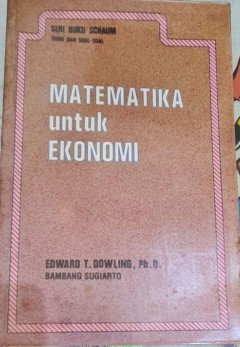 SERI BUKU SCHAUM
TEORI DAN SOAL-SOAL
MATEMATIKA
untuk
EKONOMI
EDWARD T. DOWLING, Ph.D.
BAMBANG SUGIARTO